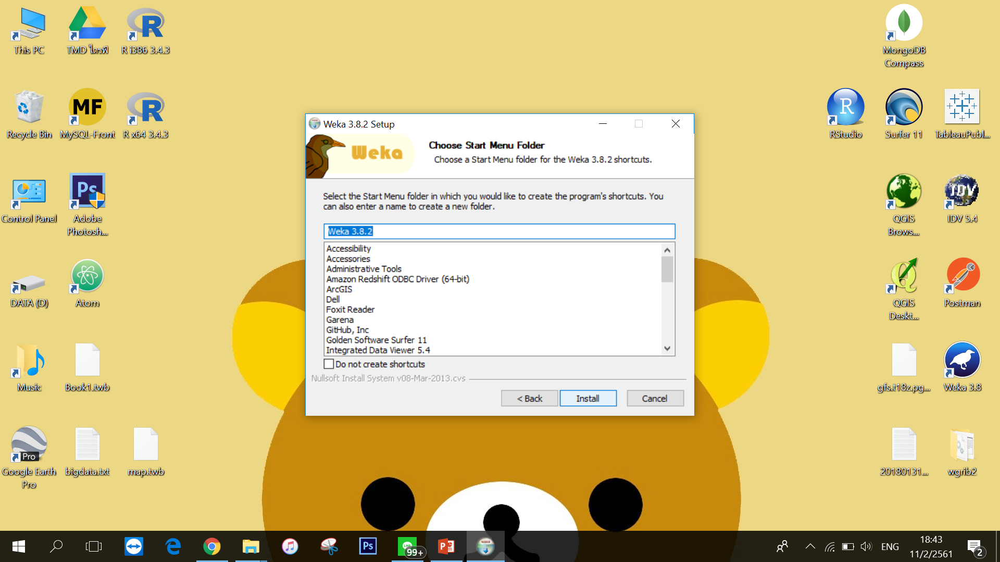 This PC
TMD ไดรฟ์
R i386 3.4.3
MongoDB
Compass
Recycle Bin
MF
MySQL-Front
R x64 3.4.3
R
RStudio
Surfer 11
TableauPubl...
Control Panel
Ps
Adobe
Photosh...
QGIS
Brows...
IDV
IDV 5.4
DATA (D)
Atom
QGIS
Deskt...
Postman
Music
Book1.twb
gfs.t18z.pg...
Weka 3.8
Pro
Google Earth
Pro
bigdata.txt
map.twb
20180131...
wgrib2
Weka 3.8.2 Setup
Weka
Choose Start Menu Folder
Choose a Start Menu folder for the Weka 3.8.2 shortcuts.
Select the Start Menu folder in which you would like to create the program's shortcuts. You
can also enter a name to create a new folder.
Weka 3.8.2
Accessibility
Accessories
Administrative Tools
Amazon Redshift ODBC Driver (64-bit)
ArcGIS
Dell
Foxit Reader
Garena
GitHub, Inc
Golden Software Surfer 11
Integrated Data Viewer 5.4
Do not create shortcuts
Nullsoft Install System v08-Mar-2013.cvs
< Back
Install
Cancel
Ps
99+
ENG
18:43
11/2/2561
2